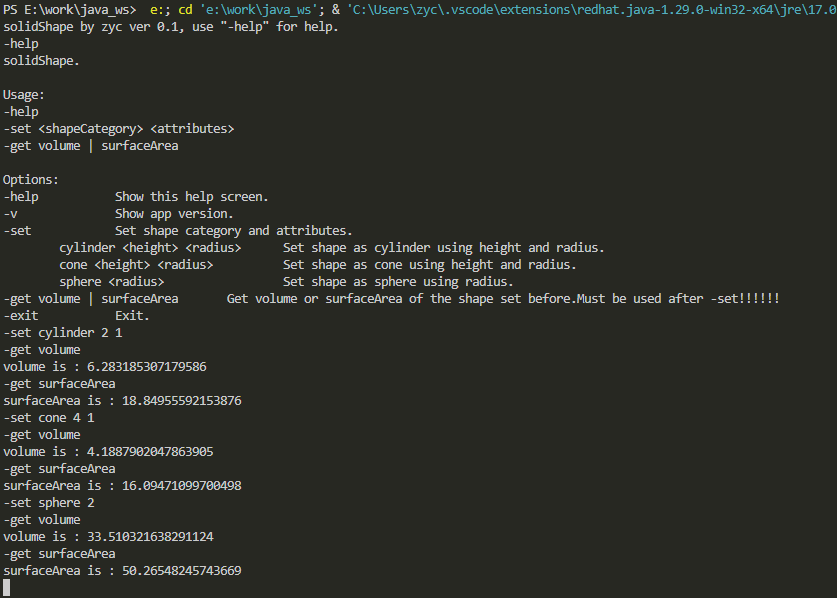 PS E:\work\java_ws>  e:; cd 'e:\work\java_ws'; & 'C:\Users\zyc\.vscode\extensions\redhat.java-1.29.0-win32-x64\jre\17.0
solidShape by zyc ver 0.1, use "-help" for help.
-help
solidShape.
Usage:
-help
-set <shapeCategory> <attributes>
-get volume | surfaceArea
Options:
-help           Show this help screen.
-v              Show app version.
-set            Set shape category and attributes.
        cylinder <height> <radius>      Set shape as cylinder using height and radius.
        cone <height> <radius>          Set shape as cone using height and radius.
        sphere <radius>                 Set shape as sphere using radius.
-get volume | surfaceArea       Get volume or surfaceArea of the shape set before.Must be used after -set!!!!!!
-exit           Exit.
-set cylinder 2 1
-get volume
volume is : 6.283185307179586
-get surfaceArea
surfaceArea is : 18.84955592153876
-set cone 4 1
-get volume
volume is : 4.1887902047863905
-get surfaceArea
surfaceArea is : 16.09471099700498
-set sphere 2
-get volume
volume is : 33.510321638291124
-get surfaceArea
surfaceArea is : 50.26548245743669